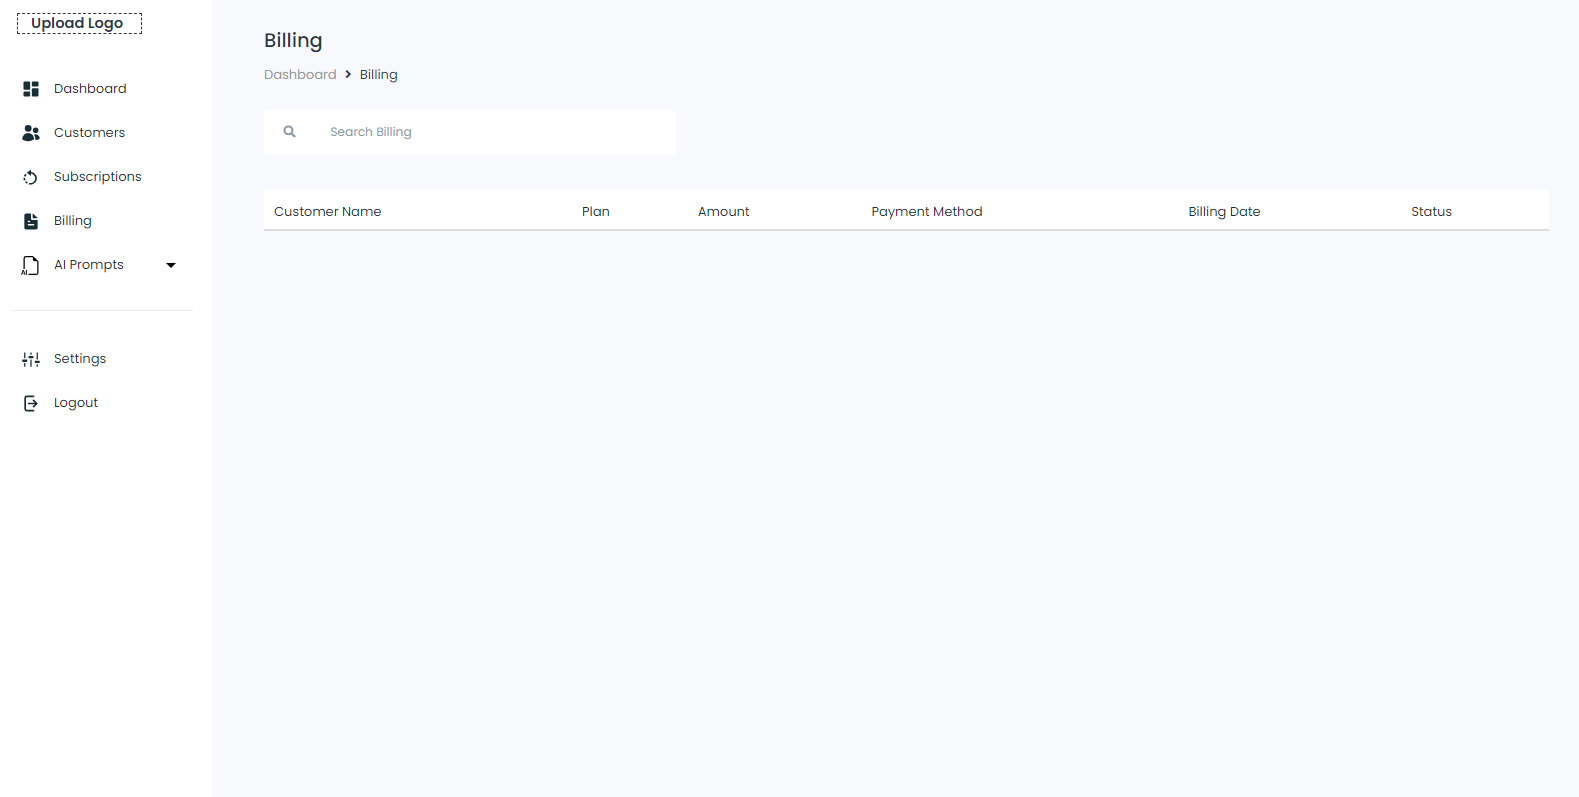 Upload Logo
Dashboard
Customers
Subscriptions
Billing
AI Prompts
Settings
Logout
Billing
Dashboard > Billing
Search Billing
Customer Name Plan Amount Payment Method Billing Date Status